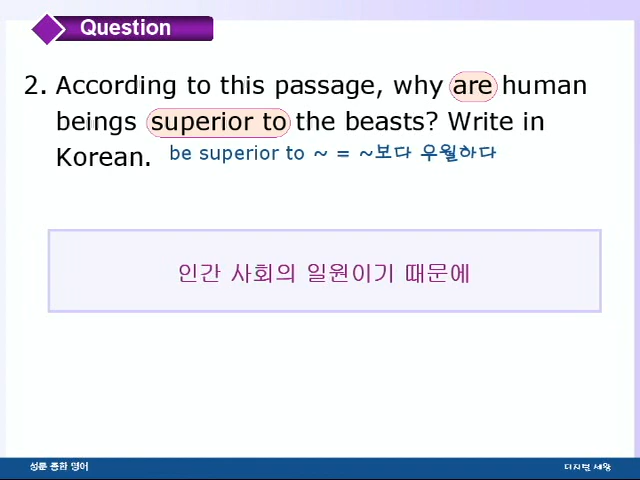 Question
2. According to this passage, why are human
beings superior to the beasts? Write in
Korean. be superior to ~ = ~보다 우월하다
인간 사회의 일원이기 때문에
성문 종합 영어
디지털 세왕